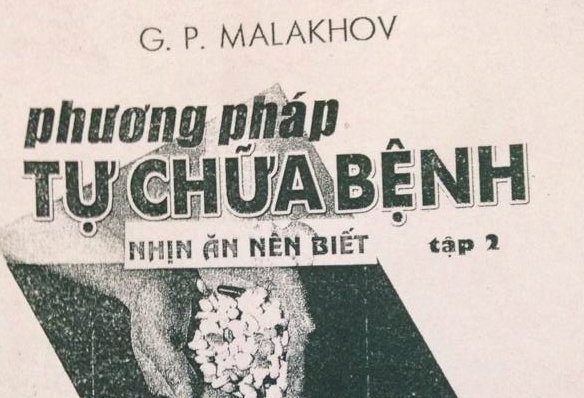 G. P. MALAKHOV
phương pháp
TỰ CHỮA BỆNH
NHỊN ĂN NÊN BIẾT tập 2